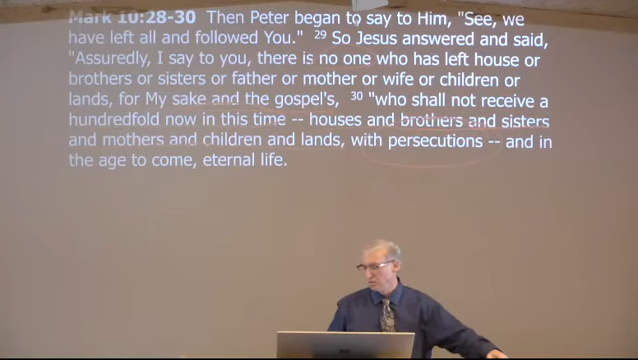 Mark 10:28-30 Then Peter began to say to Him, "See, we
have left all and followed You." 29 So Jesus answered and said,
"Assuredly, I say to you, there is no one who has left house or
brothers or sisters or father or mother or wife or children or
lands, for My sake and the gospel's, 30 "who shall not receive a
hundredfold now in this time -- houses and brothers and sisters
and mothers and children and lands, with persecutions -- and in
the age to come, eternal life.